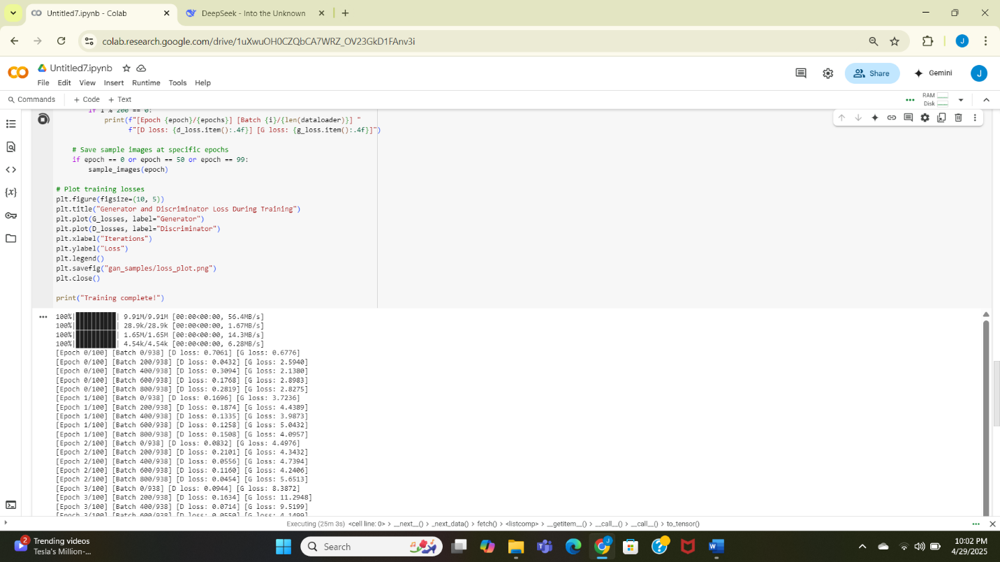 Untitled7.ipynb - Colab
DeepSeek - Into the Unknown
colab.research.google.com/drive/1uXwuOH0CZQbCA7WRZ_OV23GkD1FAnv3i
J
Untitled7.ipynb
Share
Gemini
J
File Edit View Insert Runtime Tools Help
Commands + Code + Text
RAM
Disk
if i % 200 == 0:
print(f"[Epoch {epoch}/{epochs}] [Batch {i}/{len(dataloader)}] "
f"[D loss: {d_loss.item():.4f}] [G loss: {g_loss.item():.4f}]")
# Save sample images at specific epochs
if epoch == 0 or epoch == 50 or epoch == 99:
sample_images(epoch)
# Plot training losses
plt.figure(figsize=(10, 5))
plt.title("Generator and Discriminator Loss During Training")
plt.plot(G_losses, label="Generator")
plt.plot(D_losses, label="Discriminator")
plt.xlabel("Iterations")
plt.ylabel("Loss")
plt.legend()
plt.savefig("gan_samples/loss_plot.png")
plt.close()
print("Training complete!")
100%|██████████| 9.91M/9.91M [00:00<00:00, 56.4MB/s]
100%|██████████| 28.9k/28.9k [00:00<00:00, 1.67MB/s]
100%|██████████| 1.65M/1.65M [00:00<00:00, 14.3MB/s]
100%|██████████| 4.54k/4.54k [00:00<00:00, 6.28MB/s]
[Epoch 0/100] [Batch 0/938] [D loss: 0.7061] [G loss: 0.6776]
[Epoch 0/100] [Batch 200/938] [D loss: 0.0432] [G loss: 2.5940]
[Epoch 0/100] [Batch 400/938] [D loss: 0.3094] [G loss: 2.1380]
[Epoch 0/100] [Batch 600/938] [D loss: 0.1768] [G loss: 2.8983]
[Epoch 0/100] [Batch 800/938] [D loss: 0.2819] [G loss: 2.8275]
[Epoch 1/100] [Batch 0/938] [D loss: 0.1696] [G loss: 3.7236]
[Epoch 1/100] [Batch 200/938] [D loss: 0.1874] [G loss: 4.4389]
[Epoch 1/100] [Batch 400/938] [D loss: 0.1335] [G loss: 3.9873]
[Epoch 1/100] [Batch 600/938] [D loss: 0.1258] [G loss: 5.0432]
[Epoch 1/100] [Batch 800/938] [D loss: 0.1508] [G loss: 4.0957]
[Epoch 2/100] [Batch 0/938] [D loss: 0.0832] [G loss: 4.4976]
[Epoch 2/100] [Batch 200/938] [D loss: 0.2101] [G loss: 4.3432]
[Epoch 2/100] [Batch 400/938] [D loss: 0.0556] [G loss: 4.7394]
[Epoch 2/100] [Batch 600/938] [D loss: 0.1160] [G loss: 4.2406]
[Epoch 2/100] [Batch 800/938] [D loss: 0.0454] [G loss: 5.6513]
[Epoch 3/100] [Batch 0/938] [D loss: 0.0944] [G loss: 8.3872]
[Epoch 3/100] [Batch 200/938] [D loss: 0.1634] [G loss: 11.2948]
[Epoch 3/100] [Batch 400/938] [D loss: 0.0714] [G loss: 9.5199]
[Epoch 3/100] [Batch 600/938] [D loss: 0.0550] [G loss: 4.1499]
Executing (25m 3s) <cell line: 0> > __next__() > _next_data() > fetch() > <listcomp> > __getitem__() > __call__() > __call__() > to_tensor()
2
Trending videos
Tesla's Million-...
Search
10:02 PM
4/29/2025